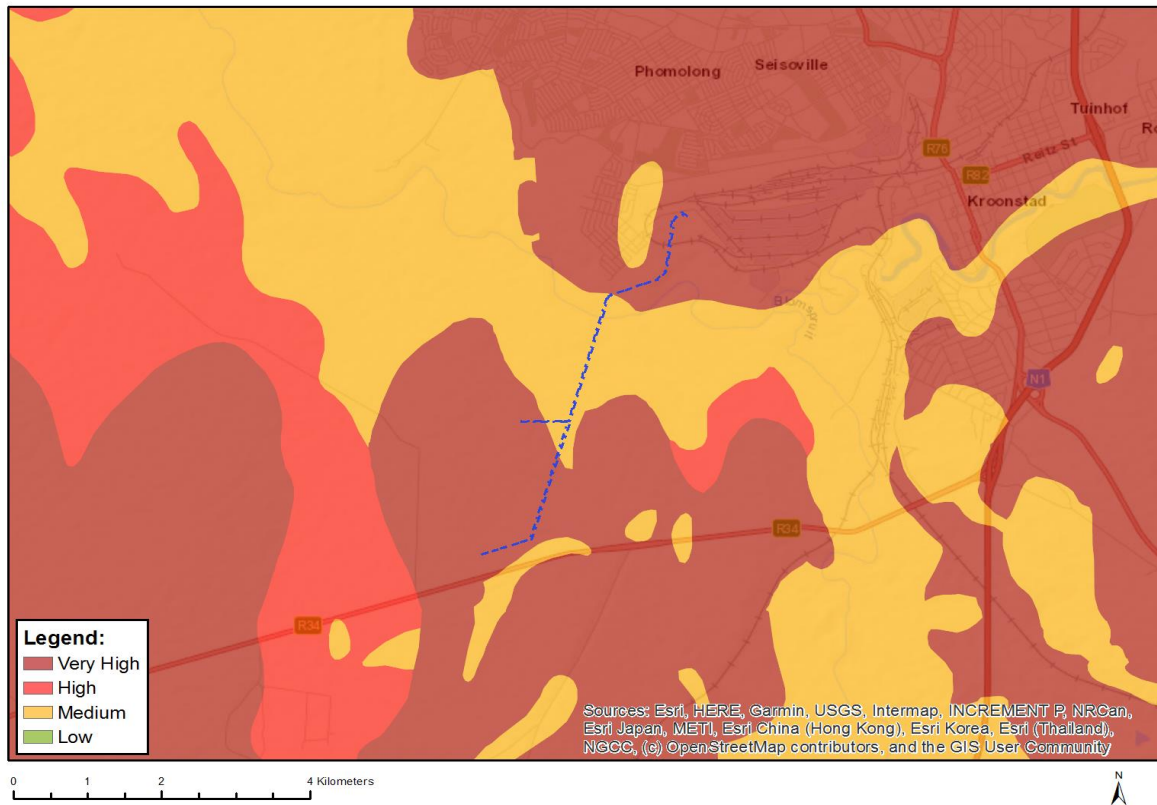 Phomolong
Seisoville
Tuinhof
R76
Reitz St
R82
Kroonstad
N1
R34
R34
Legend:
Very High
High
Medium
Low
Sources: Esri, HERE, Garmin, USGS, Intermap, INCREMENT P, NRCan,
Esri Japan, METI, Esri China (Hong Kong), Esri Korea, Esri (Thailand),
NGCC, (c) OpenStreetMap contributors, and the GIS User Community
0 1 2 4 Kilometers
N